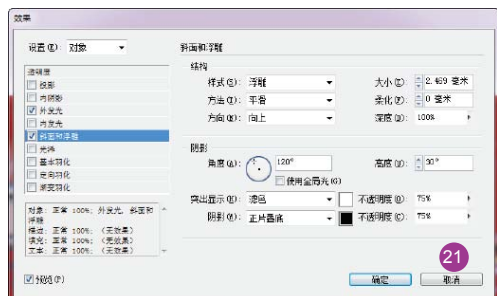 效果
设置(E): 对象
斜面和浮雕
透明度
投影
内阴影
外发光
内发光
斜面和浮雕
光泽
基本羽化
定向羽化
渐变羽化
结构
样式(S): 浮雕 大小(Z): 2.469 毫米
方法(Q): 平滑 柔化(F): 0 毫米
方向(R): 向上 深度(D): 100%
阴影
角度(A): 120° 高度(U): 30°
使用全局光(G)
突出显示(H): 滤色 不透明度(O): 75%
阴影(W): 正片叠底 不透明度(C): 75%
对象: 正常 100%; 外发光, 斜面和
浮雕
描边: 正常 100%; (无效果)
填充: 正常 100%; (无效果)
文本: 正常 100%; (无效果)
21
预览(P)
确定
取消